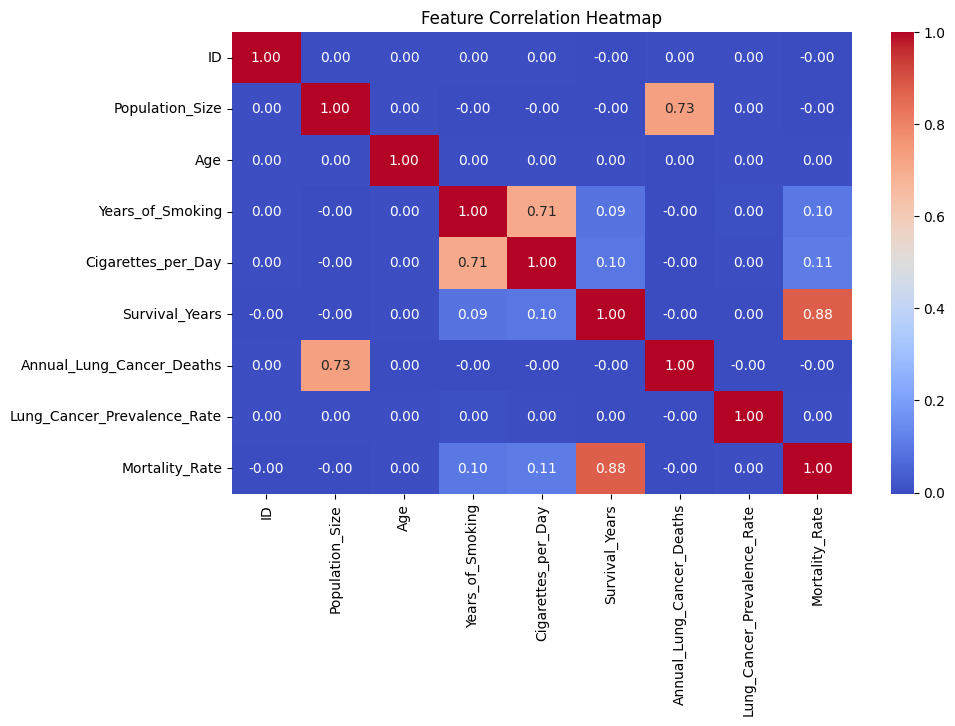 Feature Correlation Heatmap
ID 1.00 0.00 0.00 0.00 0.00 -0.00 0.00 0.00 -0.00
Population_Size 0.00 1.00 0.00 -0.00 -0.00 -0.00 0.73 0.00 -0.00
Age 0.00 0.00 1.00 0.00 0.00 0.00 0.00 0.00 0.00
Years_of_Smoking 0.00 -0.00 0.00 1.00 0.71 0.09 -0.00 0.00 0.10
Cigarettes_per_Day 0.00 -0.00 0.00 0.71 1.00 0.10 -0.00 0.00 0.11
Survival_Years -0.00 -0.00 0.00 0.09 0.10 1.00 -0.00 0.00 0.88
Annual_Lung_Cancer_Deaths 0.00 0.73 0.00 -0.00 -0.00 -0.00 1.00 -0.00 -0.00
Lung_Cancer_Prevalence_Rate 0.00 0.00 0.00 0.00 0.00 0.00 -0.00 1.00 0.00
Mortality_Rate -0.00 -0.00 0.00 0.10 0.11 0.88 -0.00 0.00 1.00
ID
Population_Size
Age
Years_of_Smoking
Cigarettes_per_Day
Survival_Years
Annual_Lung_Cancer_Deaths
Lung_Cancer_Prevalence_Rate
Mortality_Rate
1.0
0.8
0.6
0.4
0.2
0.0